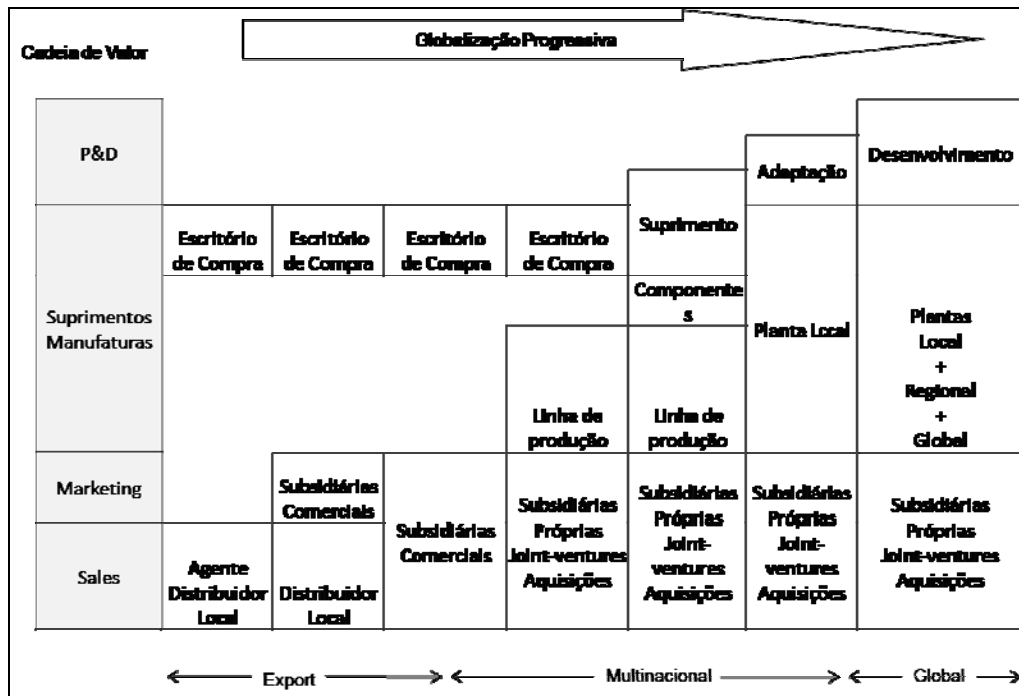 Globalização Progressiva
Cadeia de Valor
P&D
Adaptação
Desenvolvimento
Escritório
de Compra
Escritório
de Compra
Escritório
de Compra
Escritório
de Compra
Suprimento
Suprimentos
Manufaturas
Componente
s
Linha de
produção
Linha de
produção
Planta Local
Plantas
Local
+
Regional
+
Global
Marketing
Sales
Agente
Distribuidor
Local
Subsidiárias
Comerciais
Distribuidor
Local
Subsidiárias
Comerciais
Subsidiárias
Próprias
Joint-ventures
Aquisições
Subsidiárias
Próprias
Joint-
ventures
Aquisições
Subsidiárias
Próprias
Joint-
ventures
Aquisições
Subsidiárias
Próprias
Joint-ventures
Aquisições
Export
Multinacional
Global